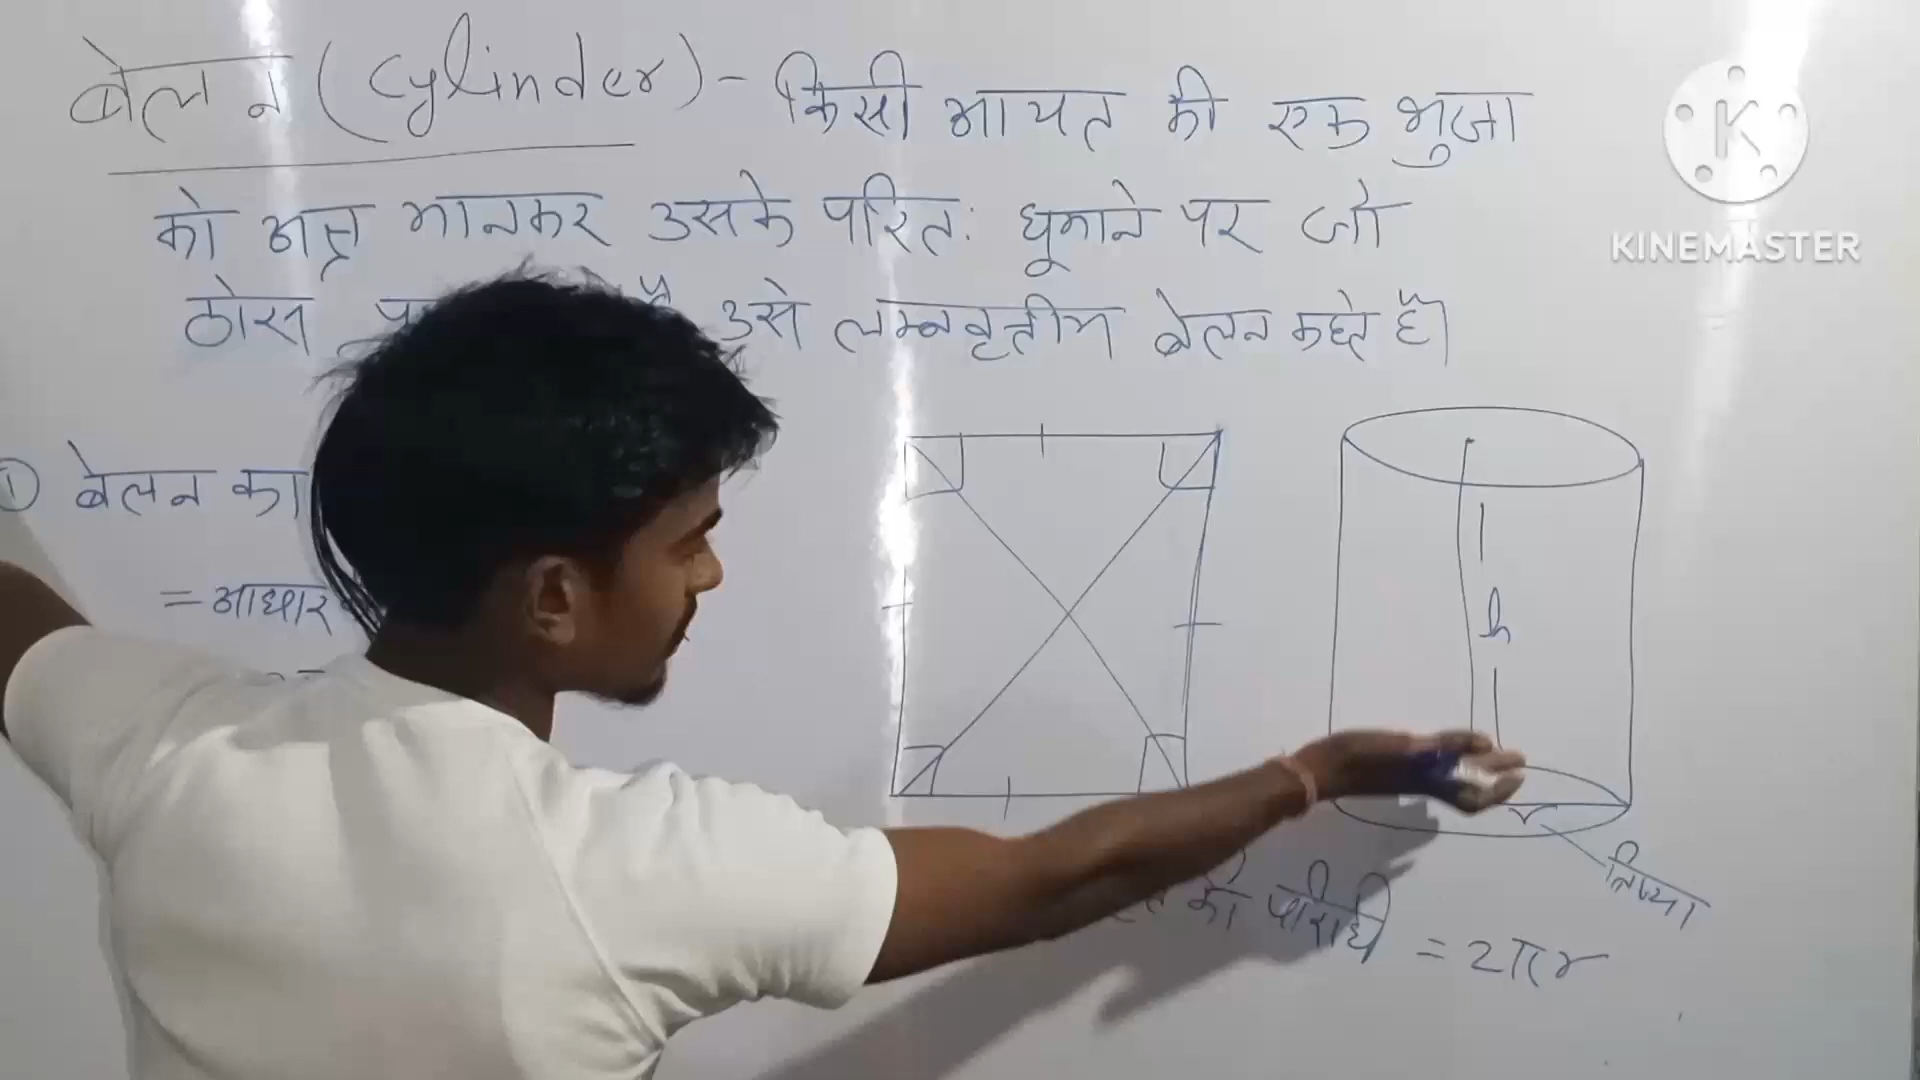 बेलन (Cylinder) - किसी आयत की एक भुजा
को अक्ष मानकर उसके परितः घूमाने पर जो
ठोस है उसे लम्बवृत्तीय बेलन कहते हैं।
① बेलन का
= आधार
h
r
त्रिज्या
की परिधि = 2πr
K
KINEMASTER